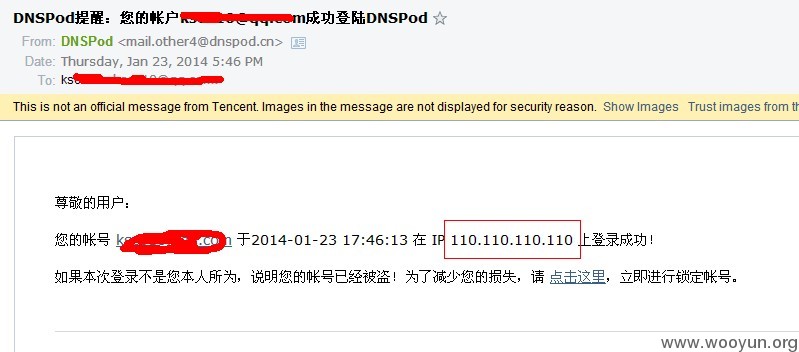 DNSPod提醒：您的帐户ks 成功登陆DNSPod ☆
From: DNSPod <mail.other4@dnspod.cn>
Date: Thursday, Jan 23, 2014 5:46 PM
To: ks
This is not an official message from Tencent. Images in the message are not displayed for security reason. Show Images Trust images from th
尊敬的用户：
您的帐号 k .com 于2014-01-23 17:46:13 在 IP 110.110.110.110 上登录成功！
如果本次登录不是您本人所为，说明您的帐号已经被盗！为了减少您的损失，请 点击这里，立即进行锁定帐号。
www.wooyun.org